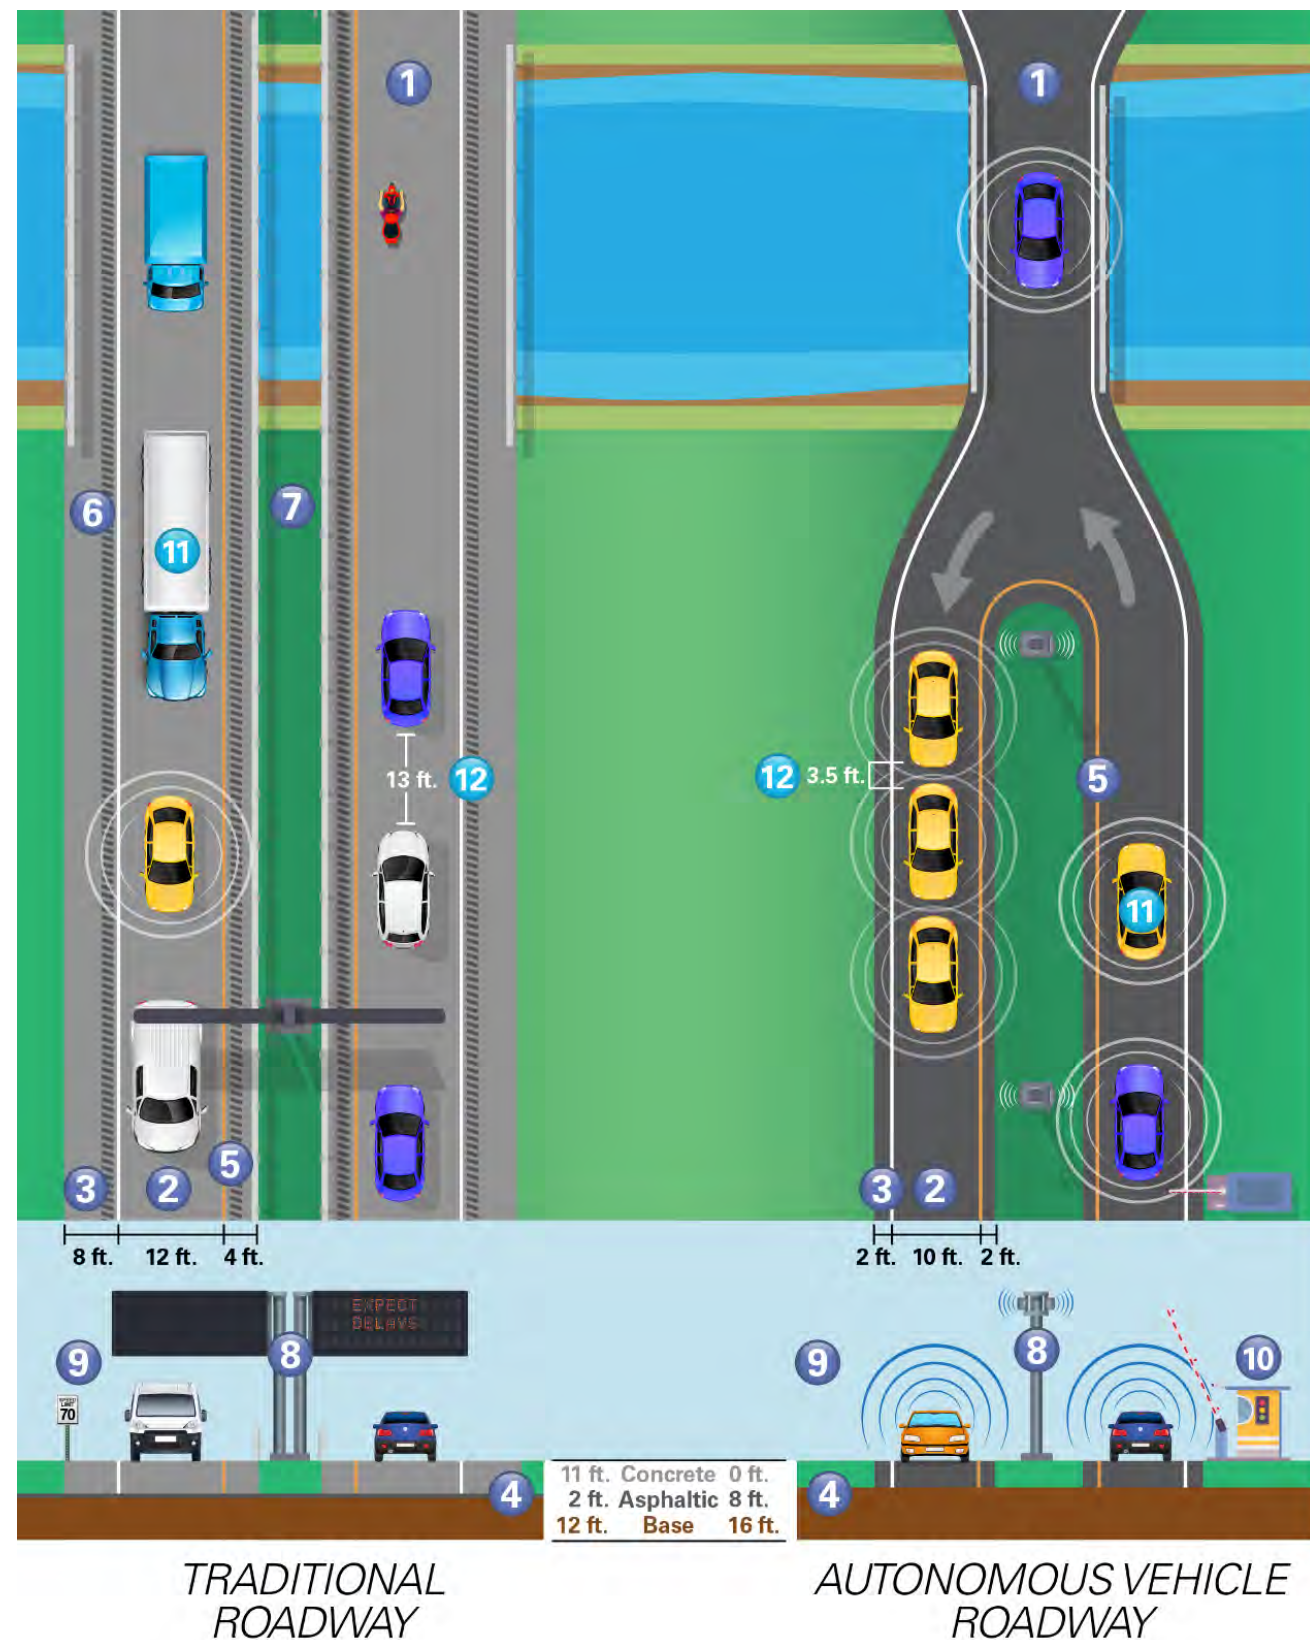 1
1
6
7
11
13 ft.
12
12
3.5 ft.
5
11
5
3
2
3
2
8 ft.
12 ft.
4 ft.
2 ft.
10 ft.
2 ft.
EXPECT
DELAYS
9
8
9
8
10
SPEED
LIMIT
70
4
11 ft. Concrete 0 ft.
2 ft. Asphaltic 8 ft.
12 ft. Base 16 ft.
4
TRADITIONAL
ROADWAY
AUTONOMOUS VEHICLE
ROADWAY